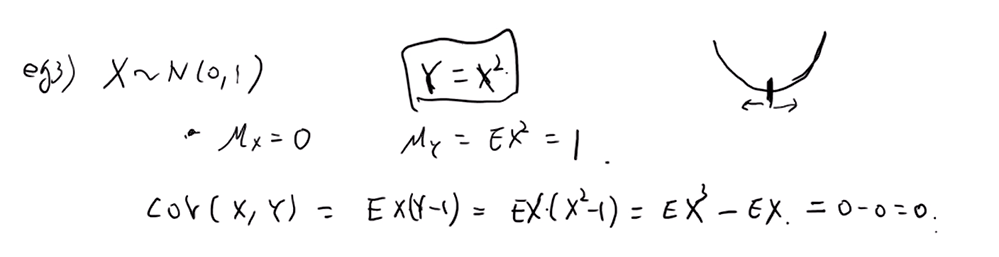 eg3) X ~ N(0,1) Y = X².
• μ_X = 0 μ_Y = EX² = 1.
cov(X, Y) = EX(Y-1) = EX·(X²-1) = EX³ - EX. = 0-0=0.